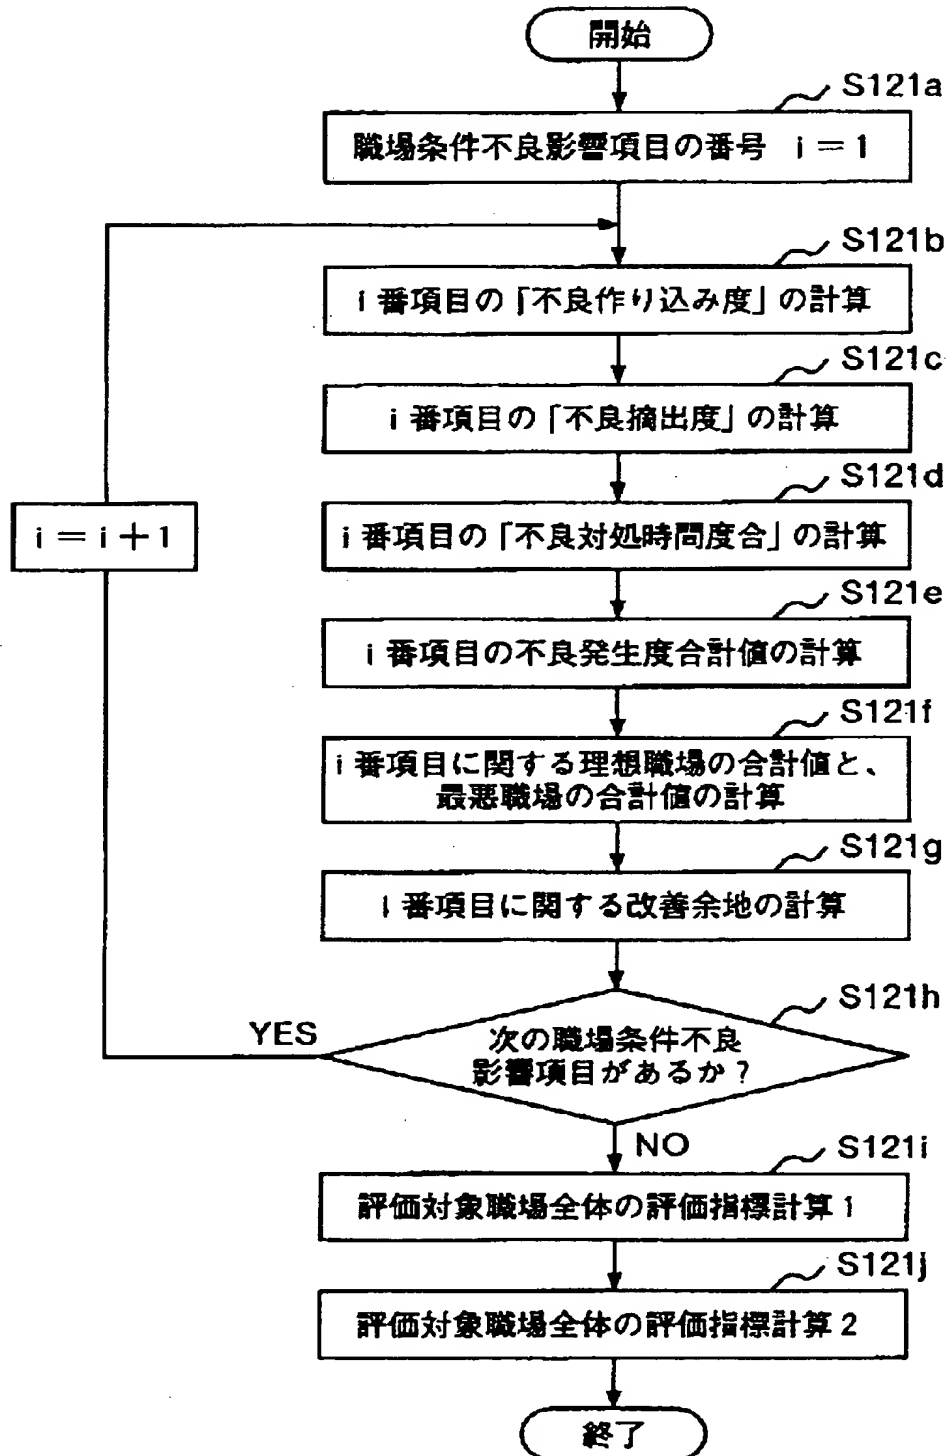 開始
S121a
職場条件不良影響項目の番号 i=1
S121b
i番項目の「不良作り込み度」の計算
S121c
i番項目の「不良摘出度」の計算
S121d
i=i+1
i番項目の「不良対処時間度合」の計算
S121e
i番項目の不良発生度合計値の計算
S121f
i番項目に関する理想職場の合計値と、
最悪職場の合計値の計算
S121g
i番項目に関する改善余地の計算
S121h
YES
次の職場条件不良
影響項目があるか?
NO
S121i
評価対象職場全体の評価指標計算1
S121j
評価対象職場全体の評価指標計算2
終了